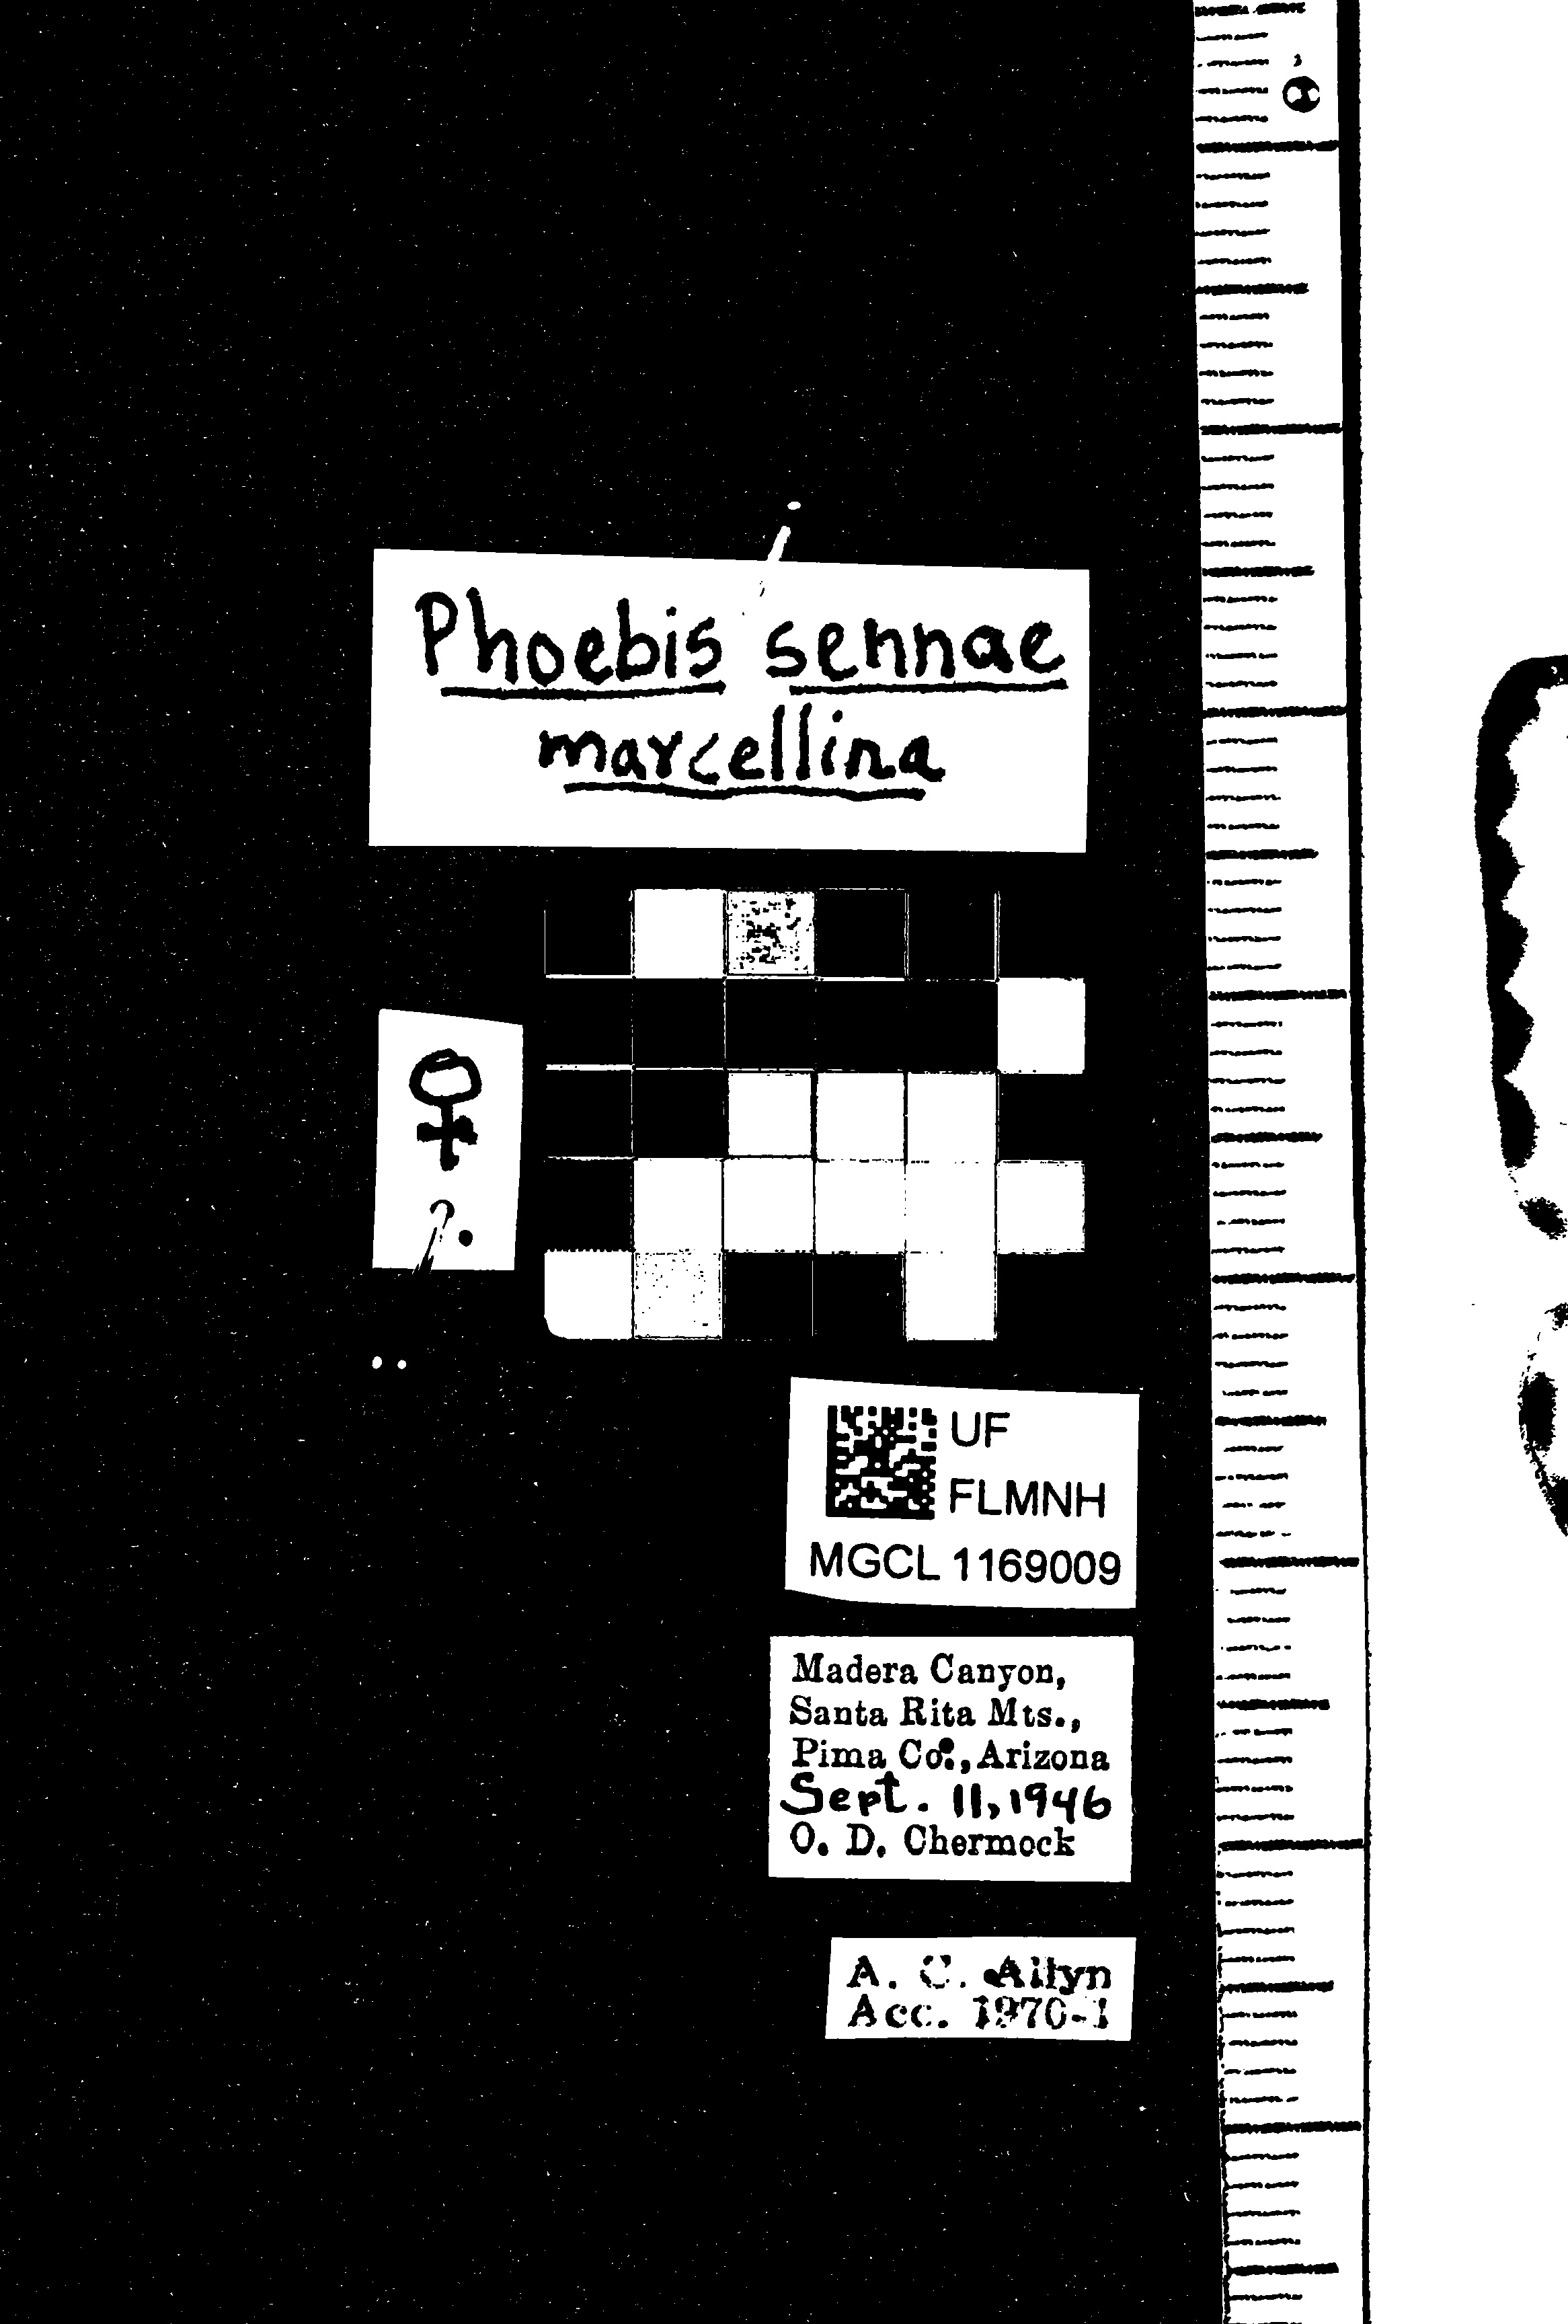 Phoebis sennae
marcellina
♀
?.
UF
FLMNH
MGCL 1169009
Madera Canyon,
Santa Rita Mts.,
Pima Co., Arizona
Sept. 11, 1946
O. D. Chermock
A. C. Allyn
Acc. 1970-1